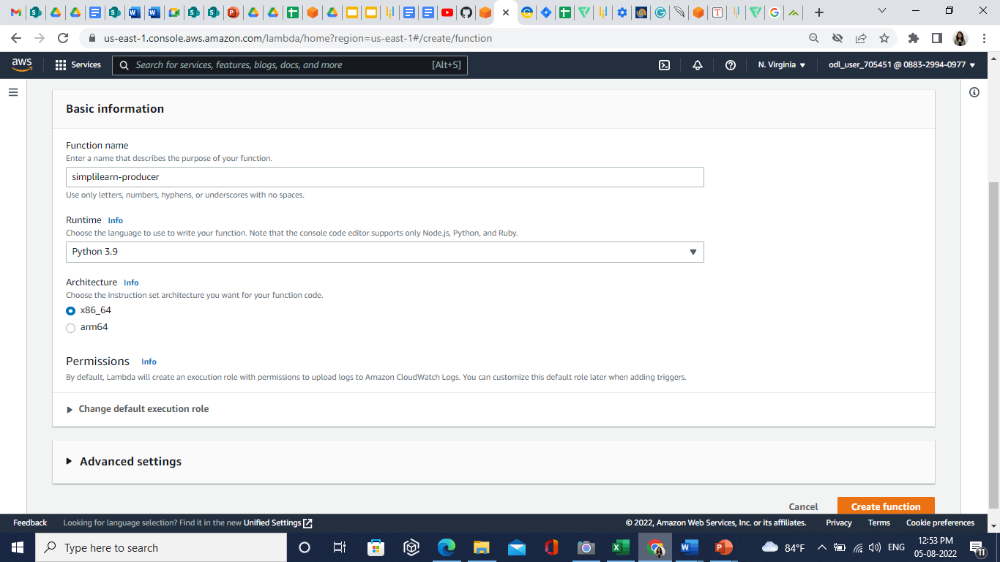 us-east-1.console.aws.amazon.com/lambda/home?region=us-east-1#/create/function
aws
Services
Search for services, features, blogs, docs, and more
[Alt+S]
N. Virginia
odl_user_705451 @ 0883-2994-0977
Basic information
Function name
Enter a name that describes the purpose of your function.
simplilearn-producer
Use only letters, numbers, hyphens, or underscores with no spaces.
Runtime Info
Choose the language to use to write your function. Note that the console code editor supports only Node.js, Python, and Ruby.
Python 3.9
Architecture Info
Choose the instruction set architecture you want for your function code.
x86_64
arm64
Permissions Info
By default, Lambda will create an execution role with permissions to upload logs to Amazon CloudWatch Logs. You can customize this default role later when adding triggers.
Change default execution role
Advanced settings
Cancel
Create function
Feedback
Looking for language selection? Find it in the new Unified Settings
© 2022, Amazon Web Services, Inc. or its affiliates.
Privacy
Terms
Cookie preferences
Type here to search
84°F
ENG
12:53 PM
05-08-2022
11